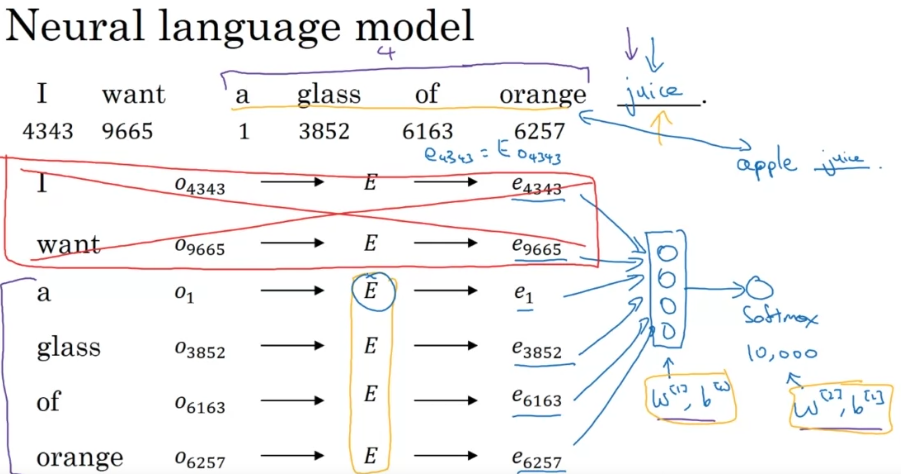 Neural language model
4
I want a glass of orange juice.
4343 9665 1 3852 6163 6257
e4343 = E O4343
apple juice.
I o4343 → E → e4343
want o9665 → E → e9665
a o1 → E → e1
glass o3852 → E → e3852
of o6163 → E → e6163
orange o6257 → E → e6257
Softmax
10,000
W[1], b[1]
W[2], b[2]